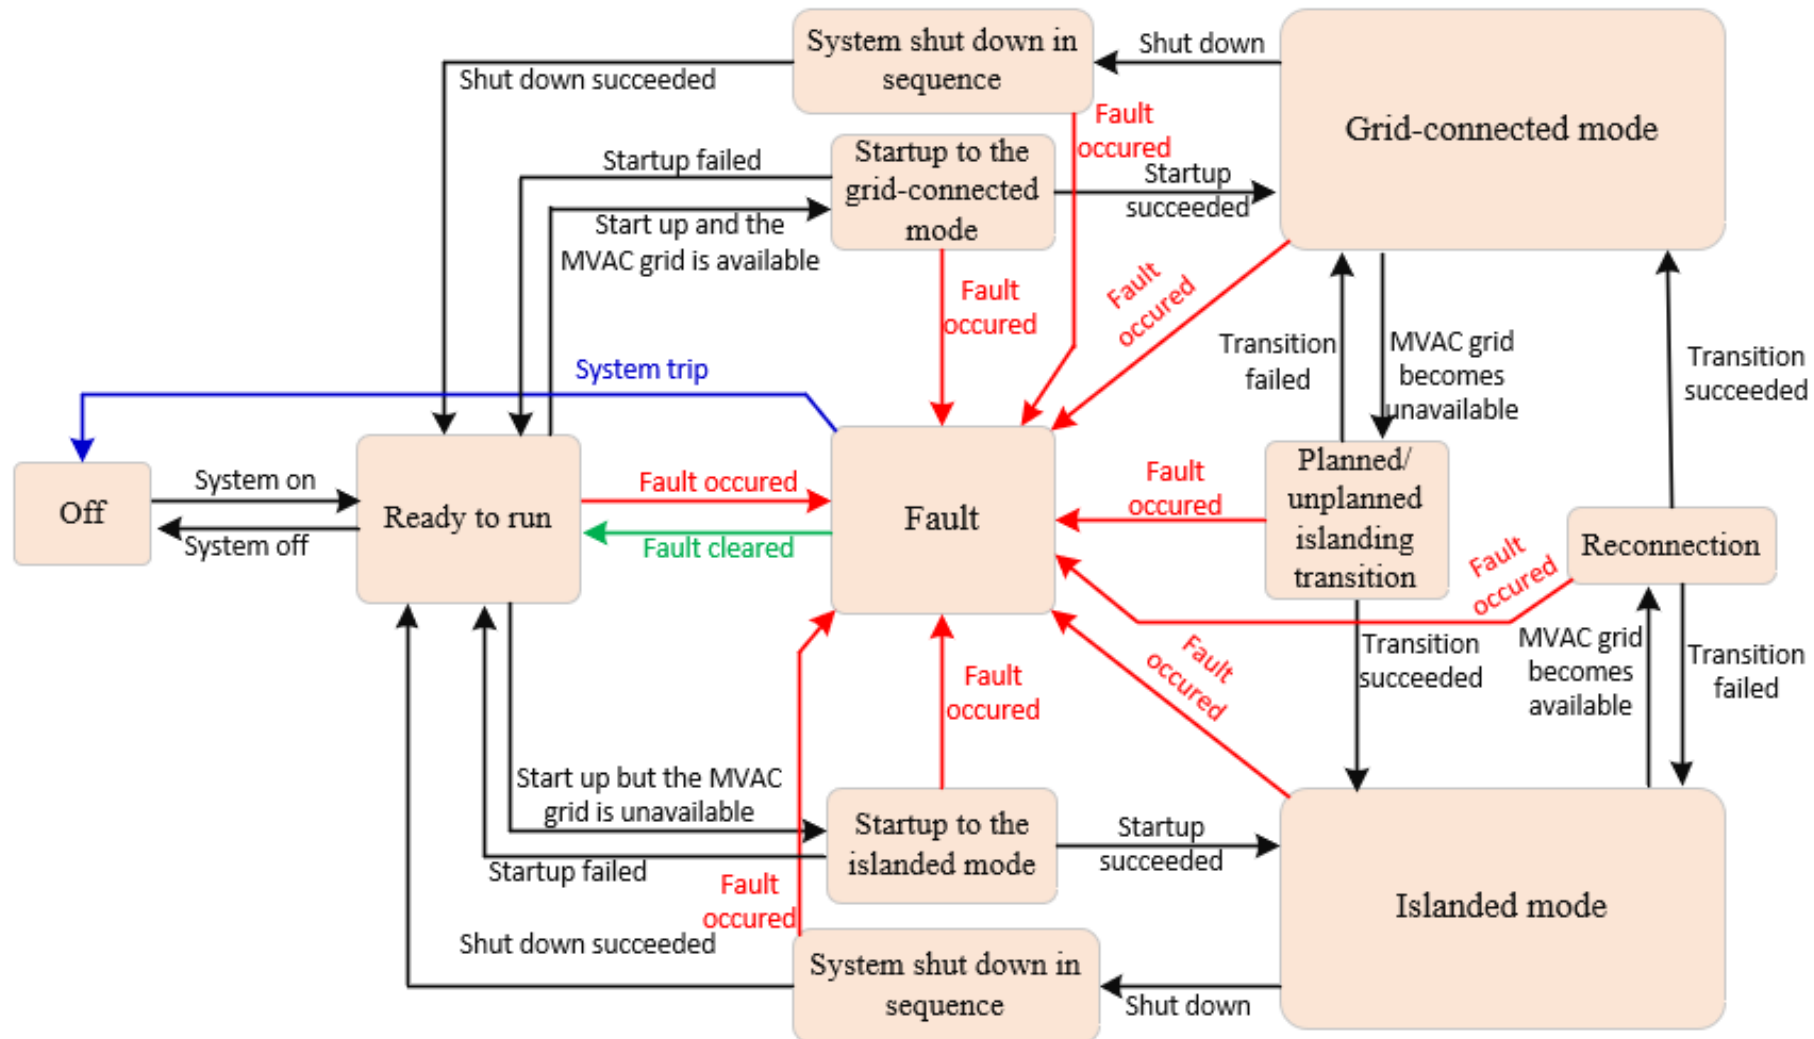 System shut down in
sequence
Shut down
Grid-connected mode
Shut down succeeded
Fault
occured
Startup to the
grid-connected
mode
Startup failed
Startup
succeeded
Start up and the
MVAC grid is available
Fault
occured
Fault
occured
Transition
failed
MVAC grid
becomes
unavailable
Transition
succeeded
System trip
Off
System on
System off
Ready to run
Fault occured
Fault cleared
Fault
Fault
occured
Planned/
unplanned
islanding
transition
Reconnection
Fault
occured
Transition
succeeded
MVAC grid
becomes
available
Transition
failed
Fault
occured
Fault
occured
Start up but the MVAC
grid is unavailable
Startup to the
islanded mode
Startup
succeeded
Startup failed
Fault
occured
Islanded mode
Shut down succeeded
System shut down in
sequence
Shut down